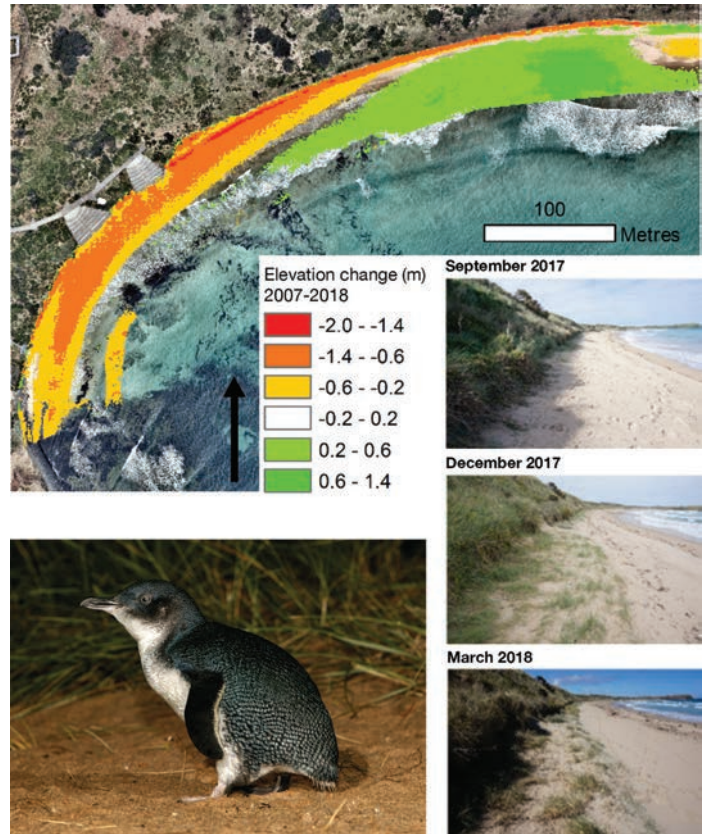 100
Metres
Elevation change (m)
2007-2018
-2.0 - -1.4
-1.4 - -0.6
-0.6 - -0.2
-0.2 - 0.2
0.2 - 0.6
0.6 - 1.4
September 2017
December 2017
March 2018